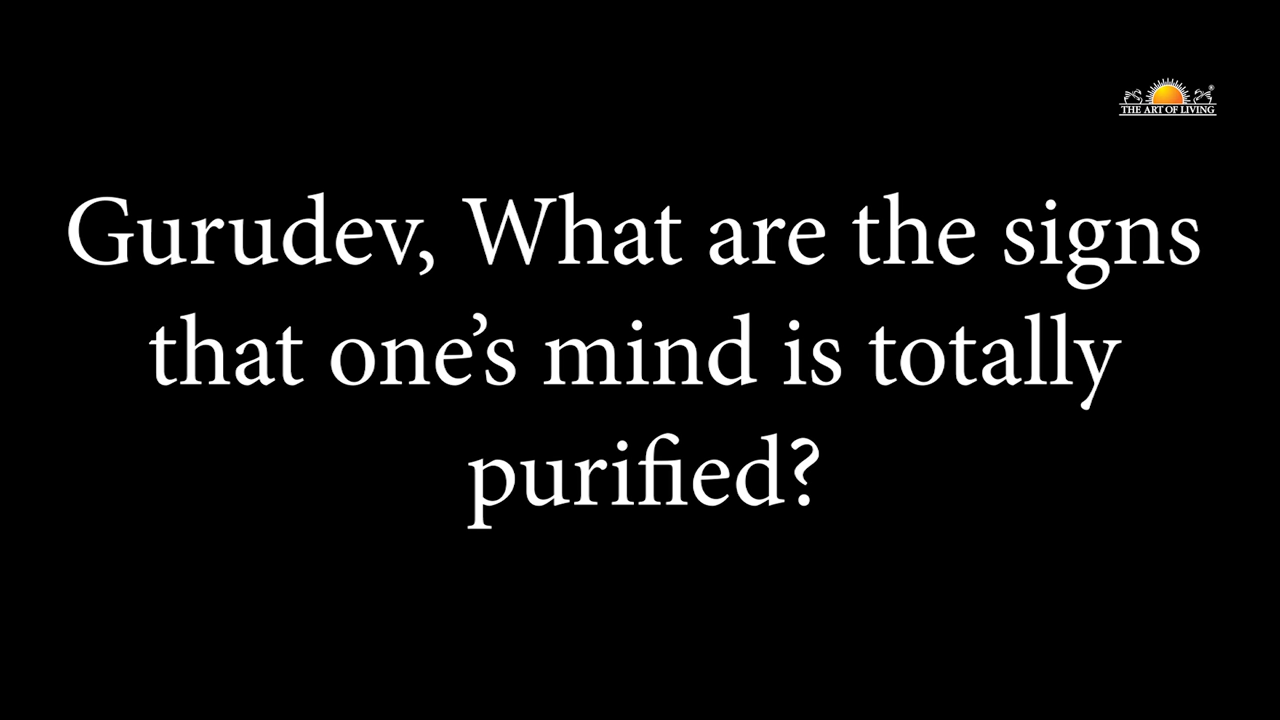 THE ART OF LIVING
Gurudev, What are the signs
that one’s mind is totally
purified?